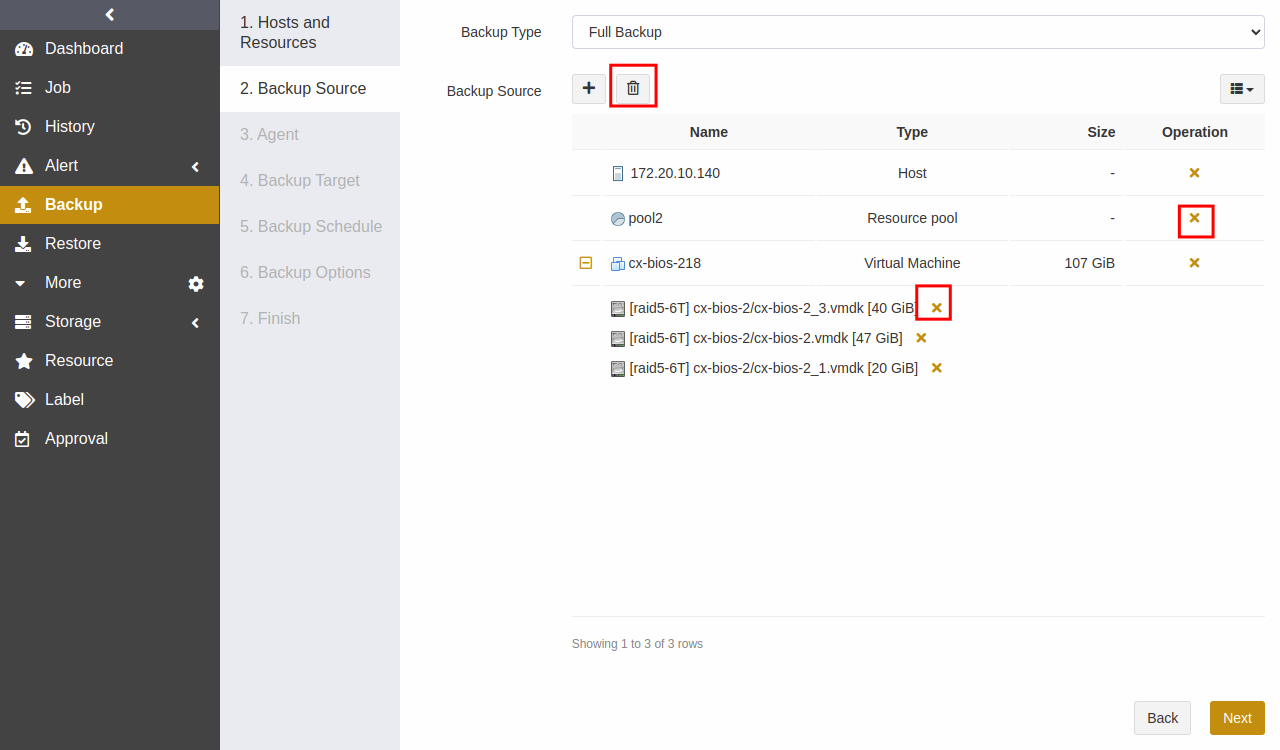 Dashboard
Job
History
Alert
Backup
Restore
More
Storage
Resource
Label
Approval
1. Hosts and
Resources
2. Backup Source
3. Agent
4. Backup Target
5. Backup Schedule
6. Backup Options
7. Finish
Backup Type
Full Backup
Backup Source
Name Type Size Operation
172.20.10.140 Host -
pool2 Resource pool -
cx-bios-218 Virtual Machine 107 GiB
[raid5-6T] cx-bios-2/cx-bios-2_3.vmdk [40 GiB]
[raid5-6T] cx-bios-2/cx-bios-2.vmdk [47 GiB]
[raid5-6T] cx-bios-2/cx-bios-2_1.vmdk [20 GiB]
Showing 1 to 3 of 3 rows
Back Next